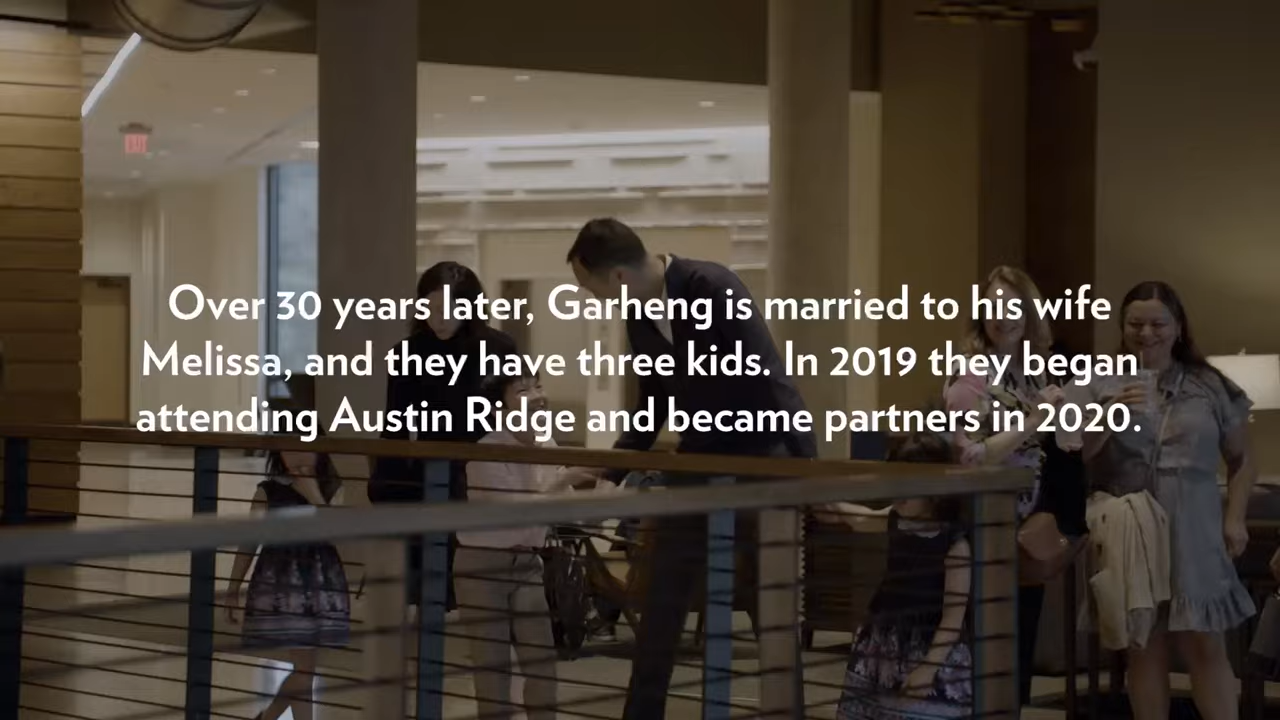 EXIT
Over 30 years later, Garheng is married to his wife
Melissa, and they have three kids. In 2019 they began
attending Austin Ridge and became partners in 2020.